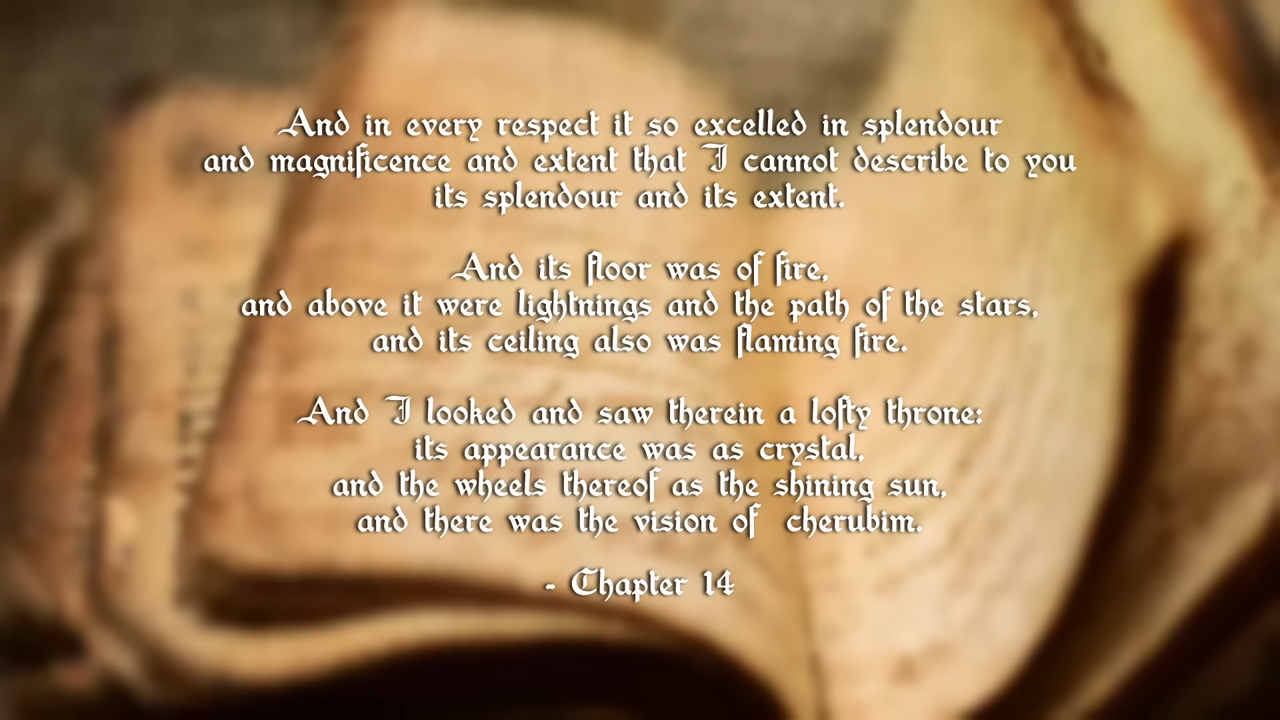 And in every respect it so excelled in splendour
and magnificence and extent that I cannot describe to you
its splendour and its extent.
And its floor was of fire,
and above it were lightnings and the path of the stars,
and its ceiling also was flaming fire.
And I looked and saw therein a lofty throne:
its appearance was as crystal,
and the wheels thereof as the shining sun,
and there was the vision of cherubim.
- Chapter 14